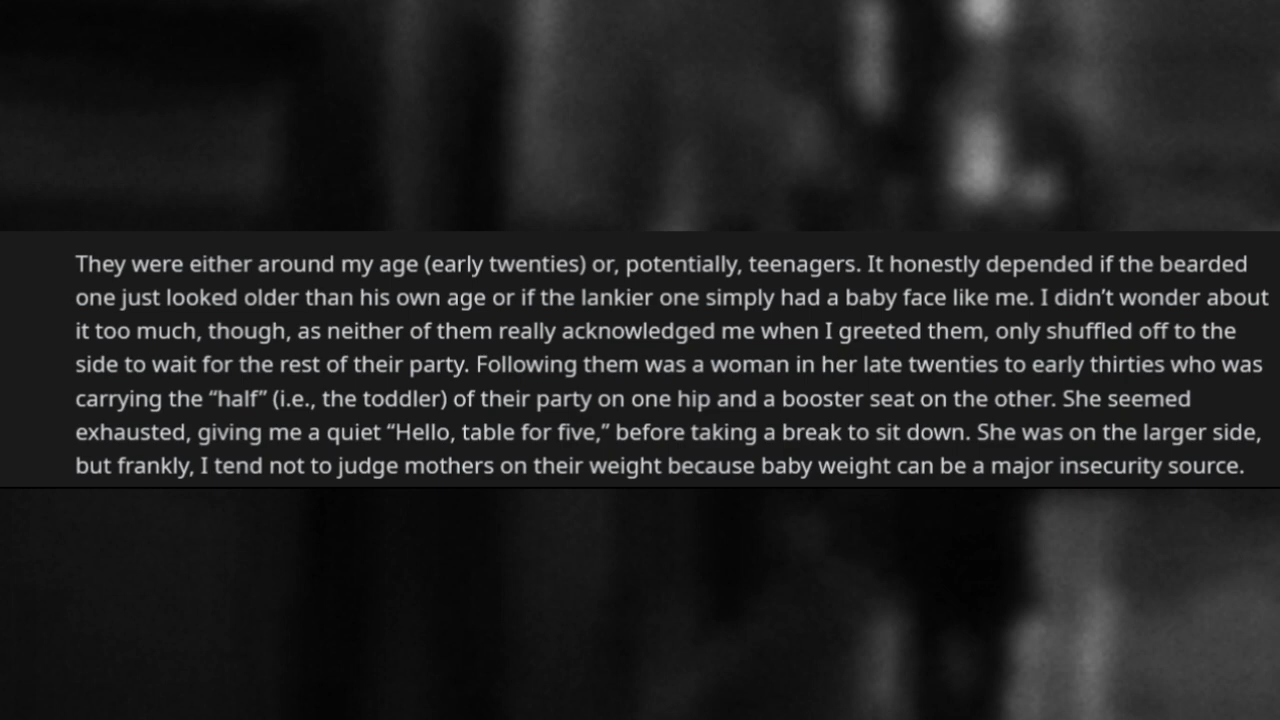 They were either around my age (early twenties) or, potentially, teenagers. It honestly depended if the bearded
one just looked older than his own age or if the lankier one simply had a baby face like me. I didn’t wonder about
it too much, though, as neither of them really acknowledged me when I greeted them, only shuffled off to the
side to wait for the rest of their party. Following them was a woman in her late twenties to early thirties who was
carrying the “half” (i.e., the toddler) of their party on one hip and a booster seat on the other. She seemed
exhausted, giving me a quiet “Hello, table for five,” before taking a break to sit down. She was on the larger side,
but frankly, I tend not to judge mothers on their weight because baby weight can be a major insecurity source.